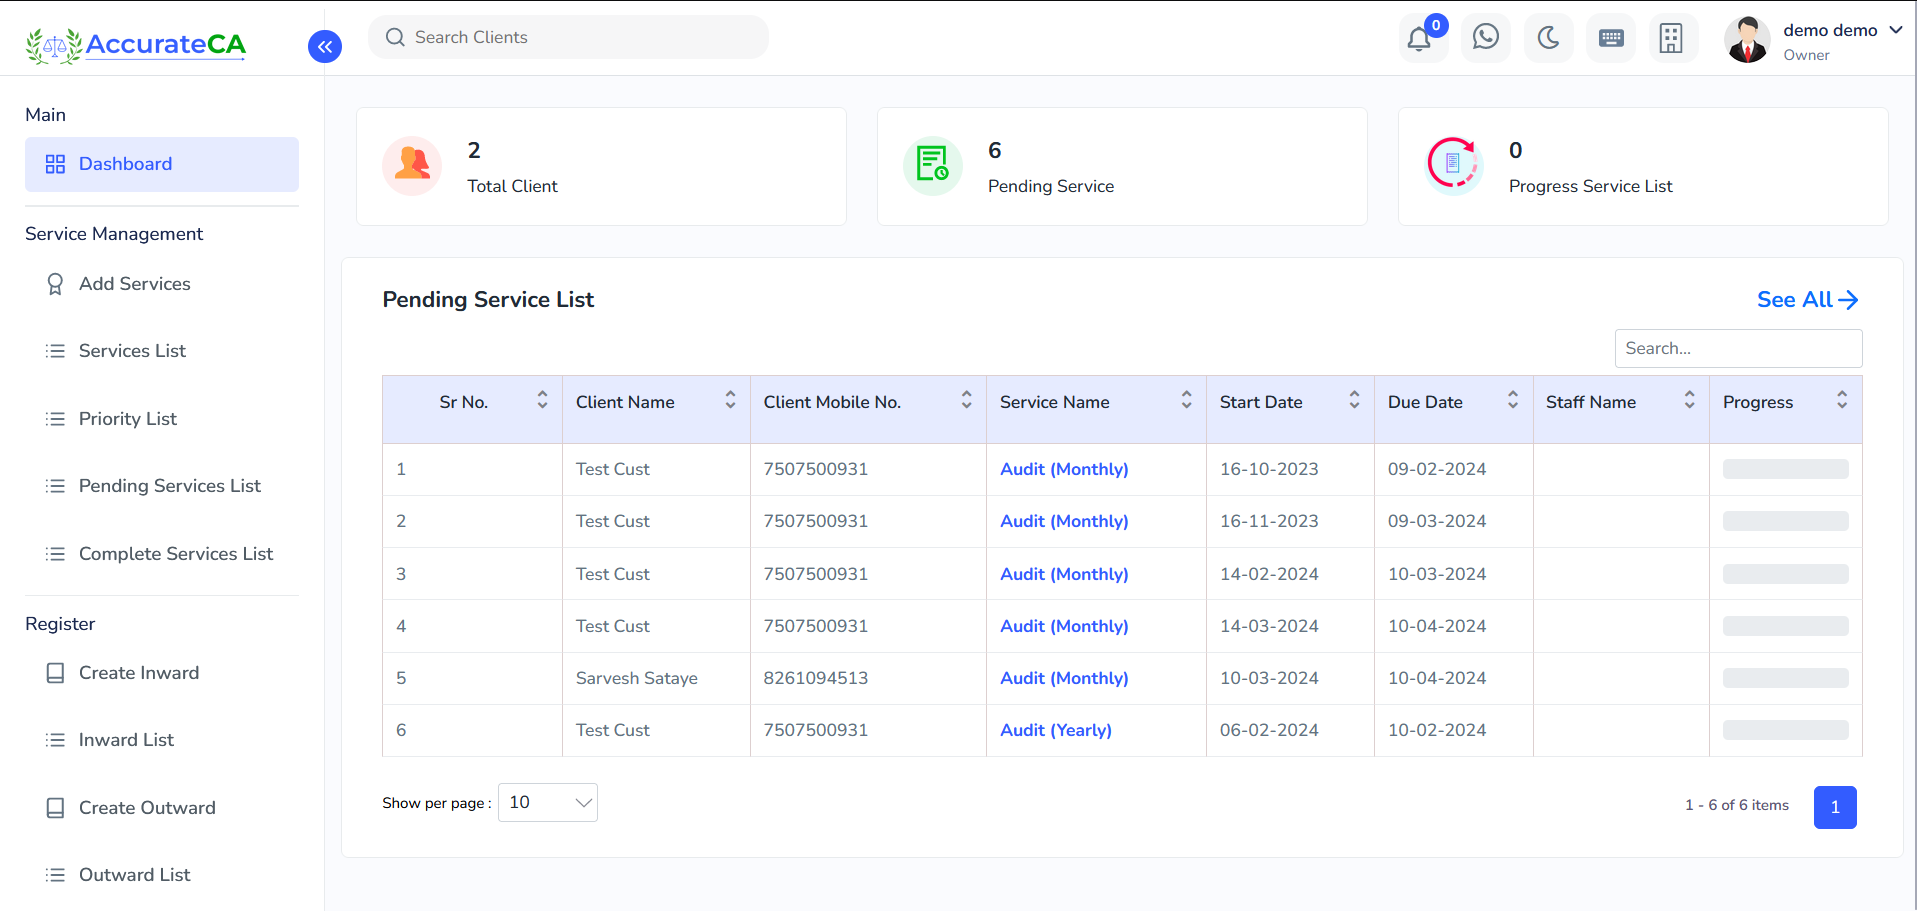 AccurateCA
Search Clients
0
demo demo
Owner
Main
Dashboard
Service Management
Add Services
Services List
Priority List
Pending Services List
Complete Services List
Register
Create Inward
Inward List
Create Outward
Outward List
2
Total Client
6
Pending Service
0
Progress Service List
Pending Service List
See All
Search...
Sr No. Client Name Client Mobile No. Service Name Start Date Due Date Staff Name Progress
1 Test Cust 7507500931 Audit (Monthly) 16-10-2023 09-02-2024
2 Test Cust 7507500931 Audit (Monthly) 16-11-2023 09-03-2024
3 Test Cust 7507500931 Audit (Monthly) 14-02-2024 10-03-2024
4 Test Cust 7507500931 Audit (Monthly) 14-03-2024 10-04-2024
5 Sarvesh Sataye 8261094513 Audit (Monthly) 10-03-2024 10-04-2024
6 Test Cust 7507500931 Audit (Yearly) 06-02-2024 10-02-2024
Show per page : 10
1 - 6 of 6 items 1